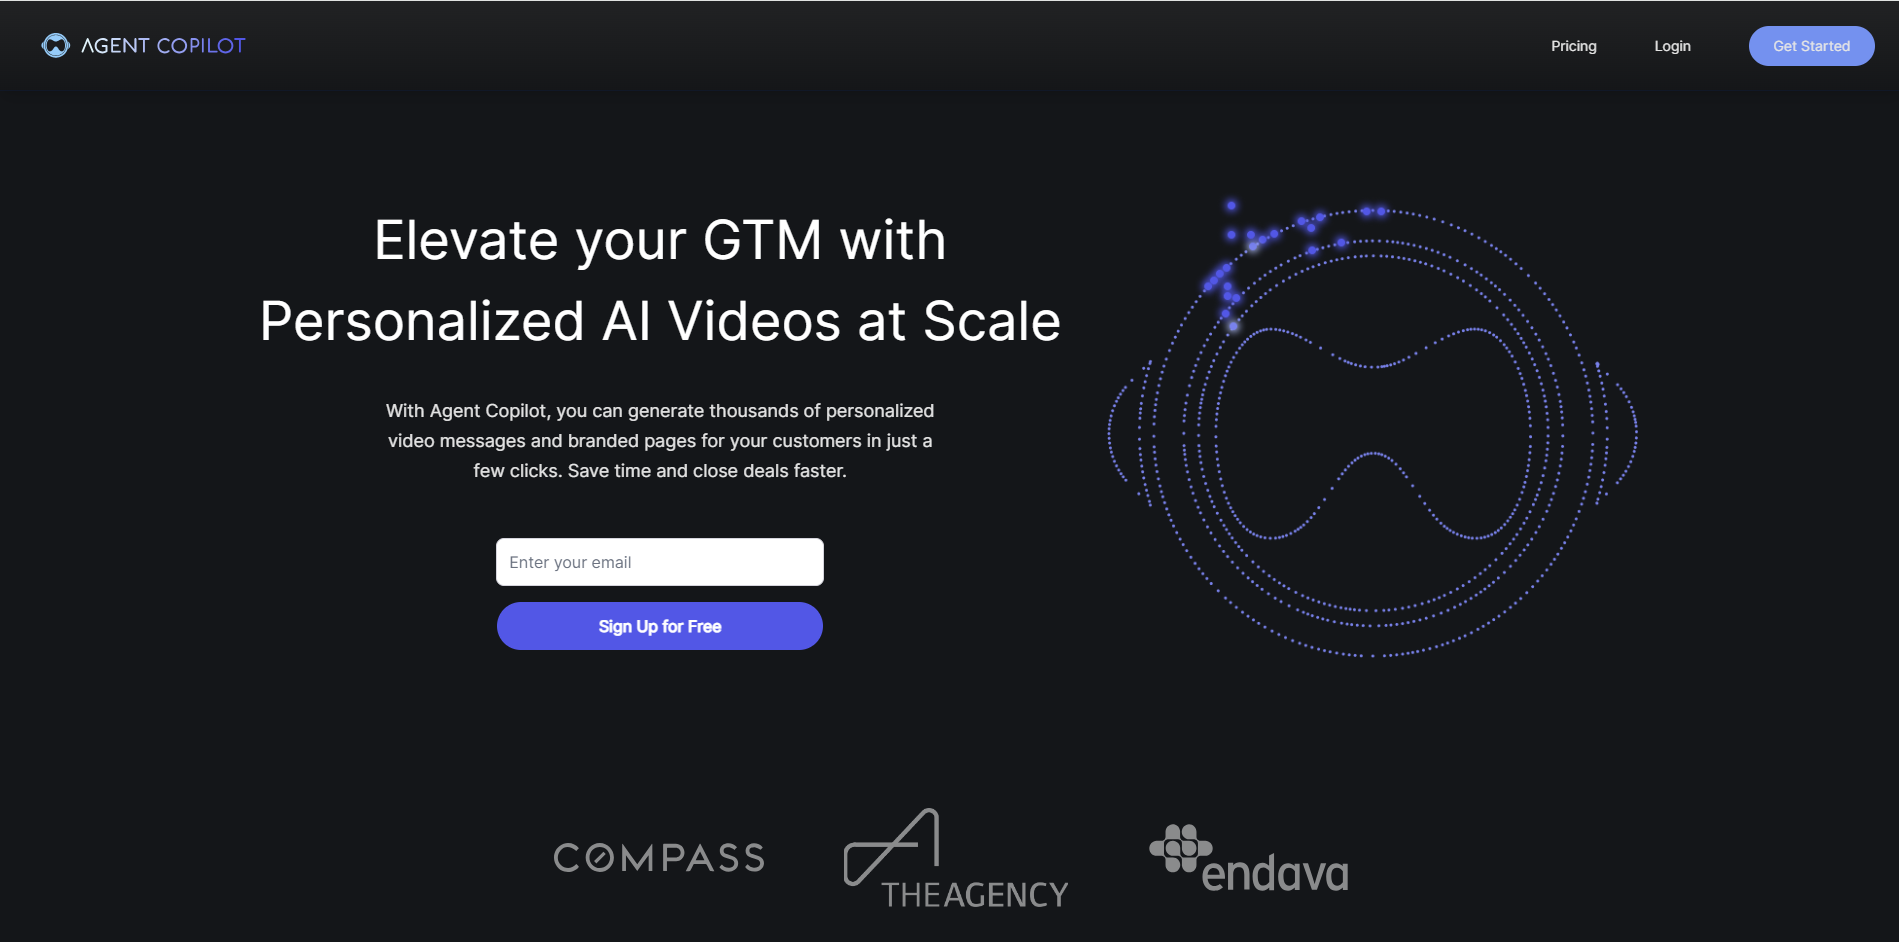 AGENT COPILOT
Pricing
Login
Get Started
Elevate your GTM with
Personalized AI Videos at Scale
With Agent Copilot, you can generate thousands of personalized
video messages and branded pages for your customers in just a
few clicks. Save time and close deals faster.
Enter your email
Sign Up for Free
COMPASS
THEAGENCY
endava